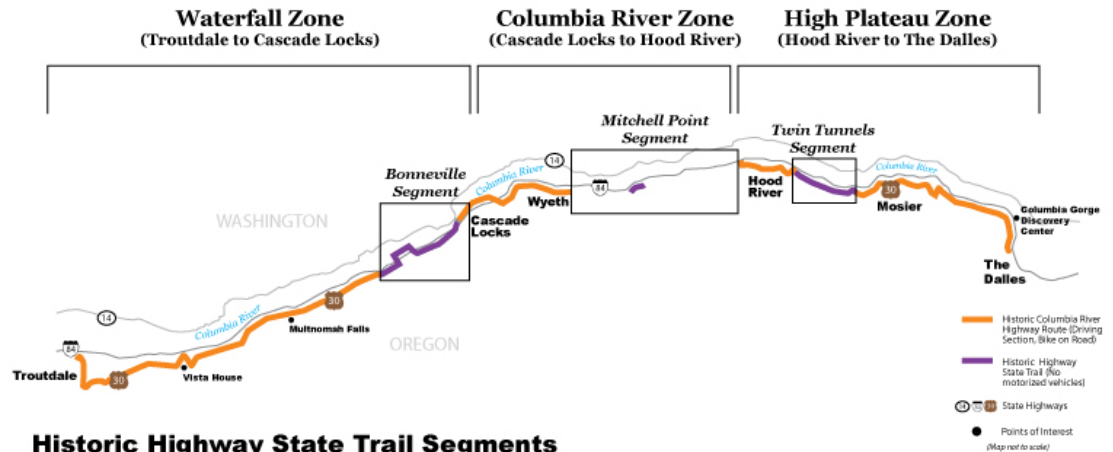 Waterfall Zone
(Troutdale to Cascade Locks)
Columbia River Zone
(Cascade Locks to Hood River)
High Plateau Zone
(Hood River to The Dalles)
Mitchell Point
Segment
Twin Tunnels
Segment
Bonneville
Segment
Columbia River
14
84
Columbia River
Hood
River
30
Mosier
Wyeth
Cascade
Locks
WASHINGTON
Columbia Gorge
Discovery
Center
The
Dalles
30
Columbia River
14
Multnomah Falls
OREGON
84
Troutdale
30
Vista House
Historic Columbia River
Highway Route (Driving
Section, Bike on Road)
Historic Highway
State Trail (No
motorized vehicles)
14
State Highways
Points of Interest
(Map not to scale)
Historic Highway State Trail Segments